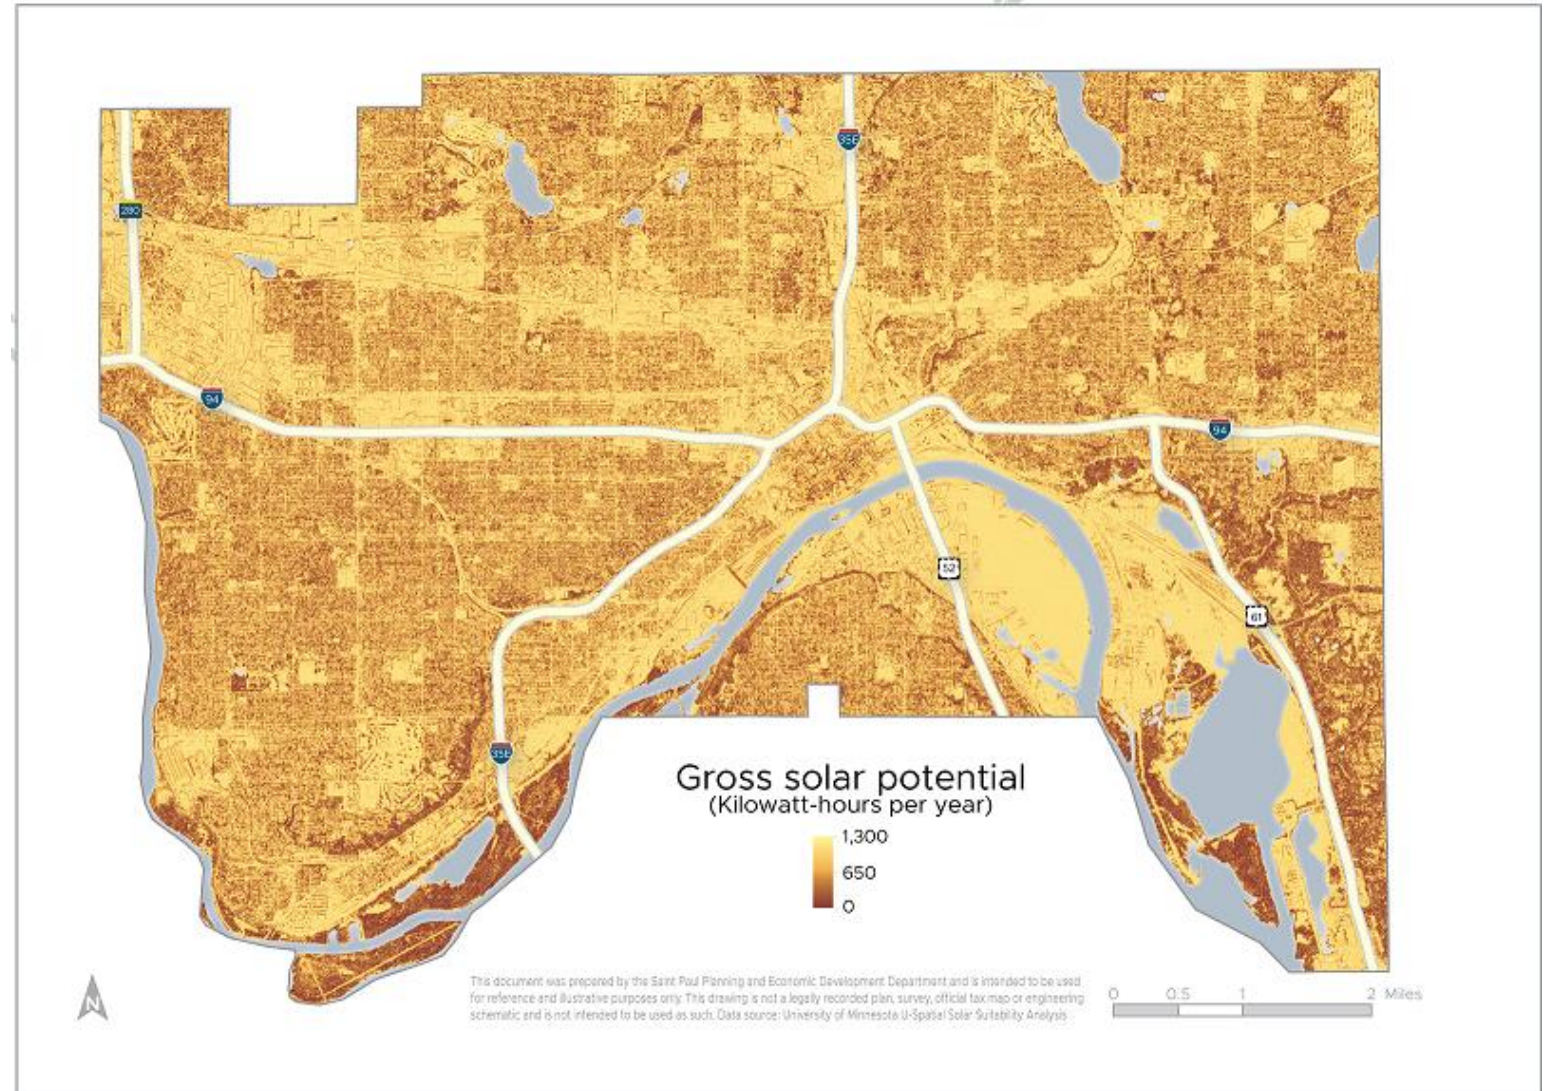 35E
280
94
94
52
61
35E
Gross solar potential
(Kilowatt-hours per year)
1,300
650
0
N
This document was prepared by the Saint Paul Planning and Economic Development Department and is intended to be used
for reference and illustrative purposes only. This drawing is not a legally recorded plan, survey, official tax map or engineering
schematic and is not intended to be used as such. Data source: University of Minnesota U-Spatial Solar Suitability Analysis
0 0.5 1 2 Miles